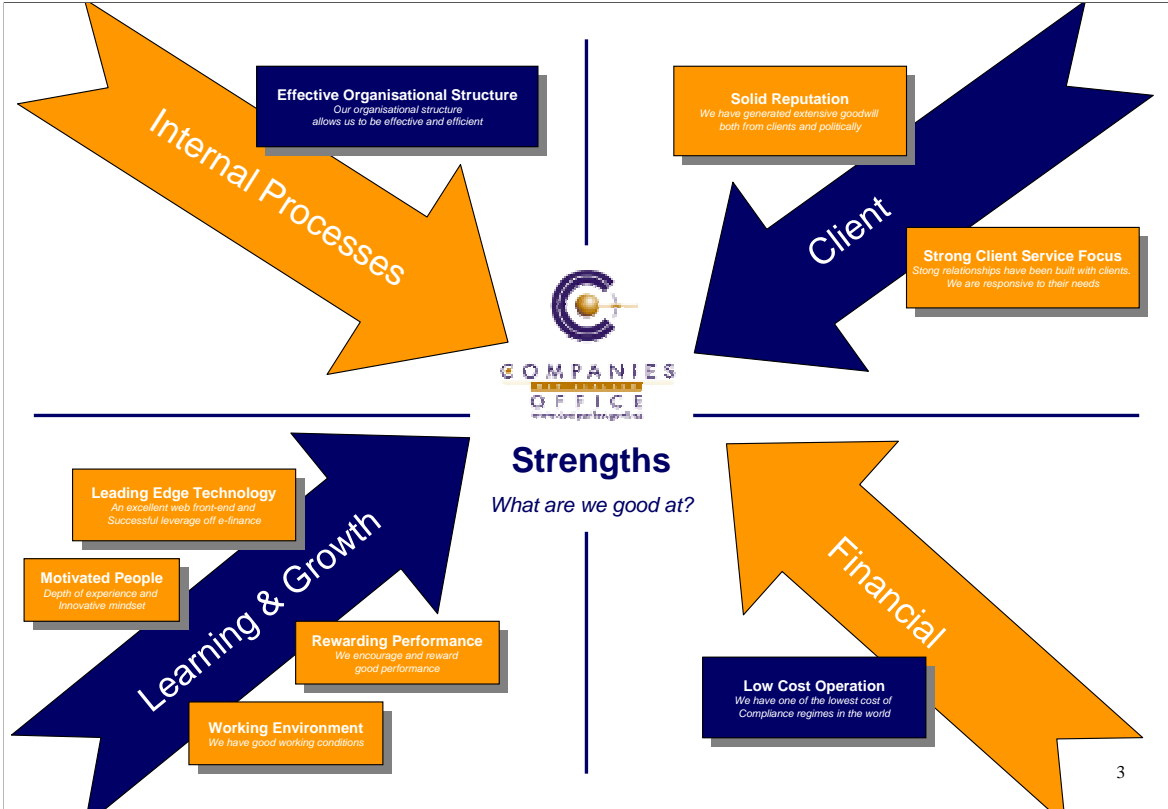 Effective Organisational Structure
Our organisational structure
allows us to be effective and efficient
Internal Processes
Solid Reputation
We have generated extensive goodwill
both from clients and politically
Client
Strong Client Service Focus
Stong relationships have been built with clients.
We are responsive to their needs
COMPANIES
OFFICE
Strengths
What are we good at?
Leading Edge Technology
An excellent web front-end and
Successful leverage off e-finance
Motivated People
Depth of experience and
Innovative mindset
Learning & Growth
Rewarding Performance
We encourage and reward
good performance
Working Environment
We have good working conditions
Financial
Low Cost Operation
We have one of the lowest cost of
Compliance regimes in the world
3